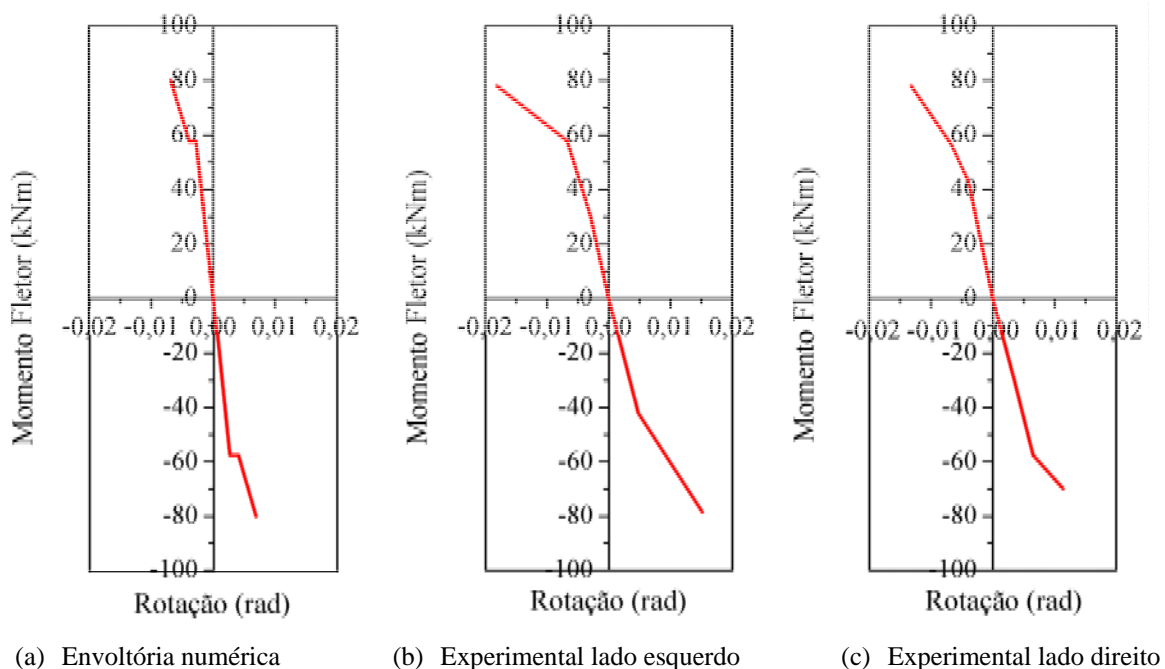 100
80
60
40
20
0
-0,02 -0,01 0,00 0,01 0,02
-20
-40
-60
-80
-100
Momento Fletor (kNm)
Rotação (rad)
(a) Envoltória numérica
100
80
60
40
20
0
-0,02 -0,01 0,00 0,01 0,02
-20
-40
-60
-80
-100
Momento Fletor (kNm)
Rotação (rad)
(b) Experimental lado esquerdo
100
80
60
40
20
0
-0,02 -0,01 0,00 0,01 0,02
-20
-40
-60
-80
-100
Momento Fletor (kNm)
Rotação (rad)
(c) Experimental lado direito